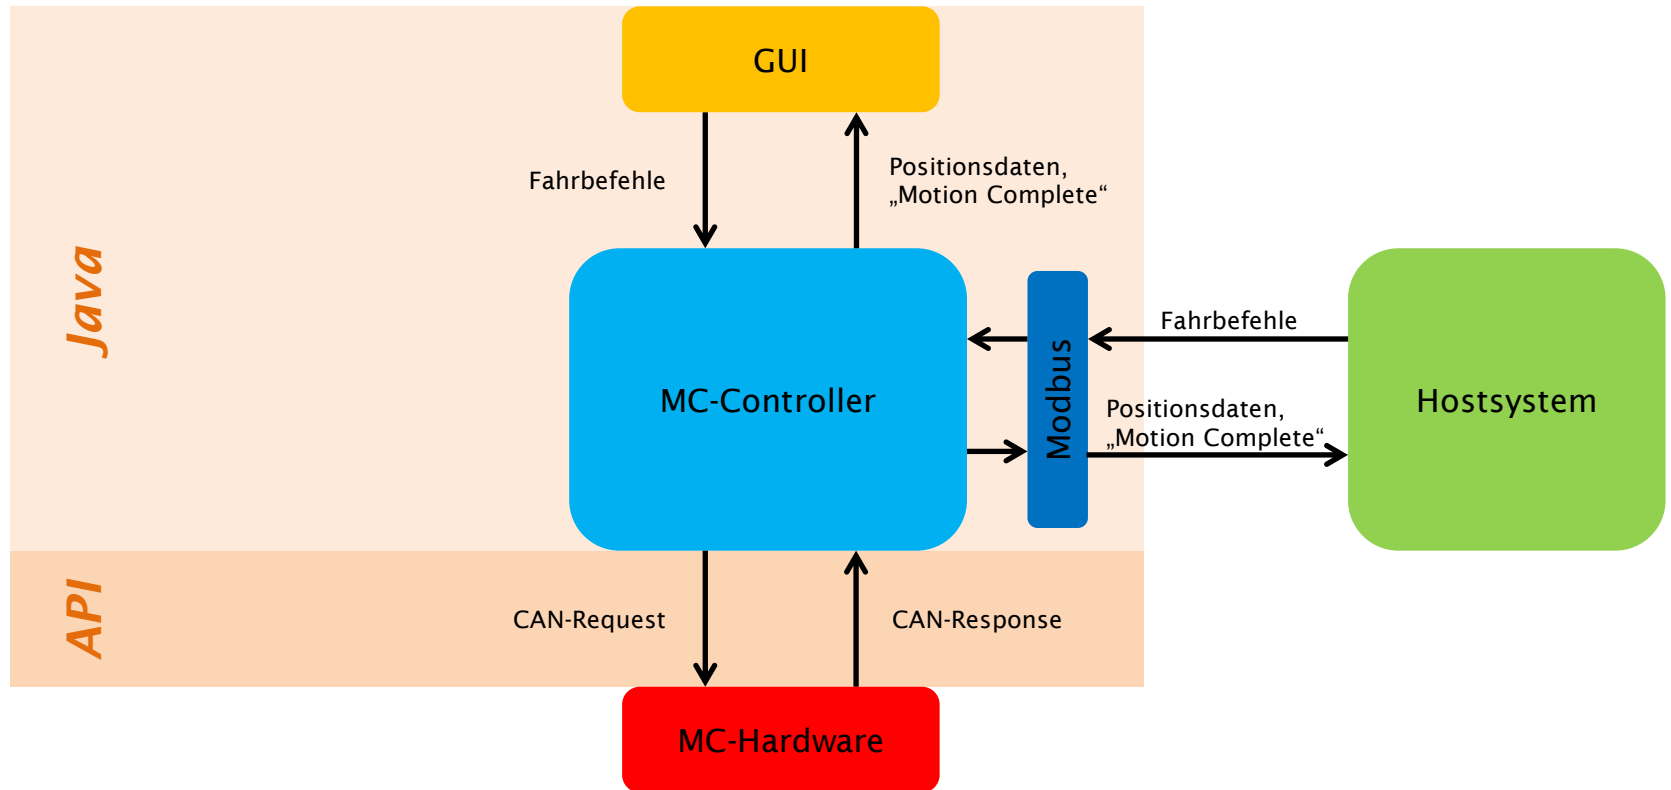 GUI
Fahrbefehle
Positionsdaten,
„Motion Complete“
Java
MC-Controller
Modbus
Fahrbefehle
Positionsdaten,
„Motion Complete“
Hostsystem
API
CAN-Request
CAN-Response
MC-Hardware